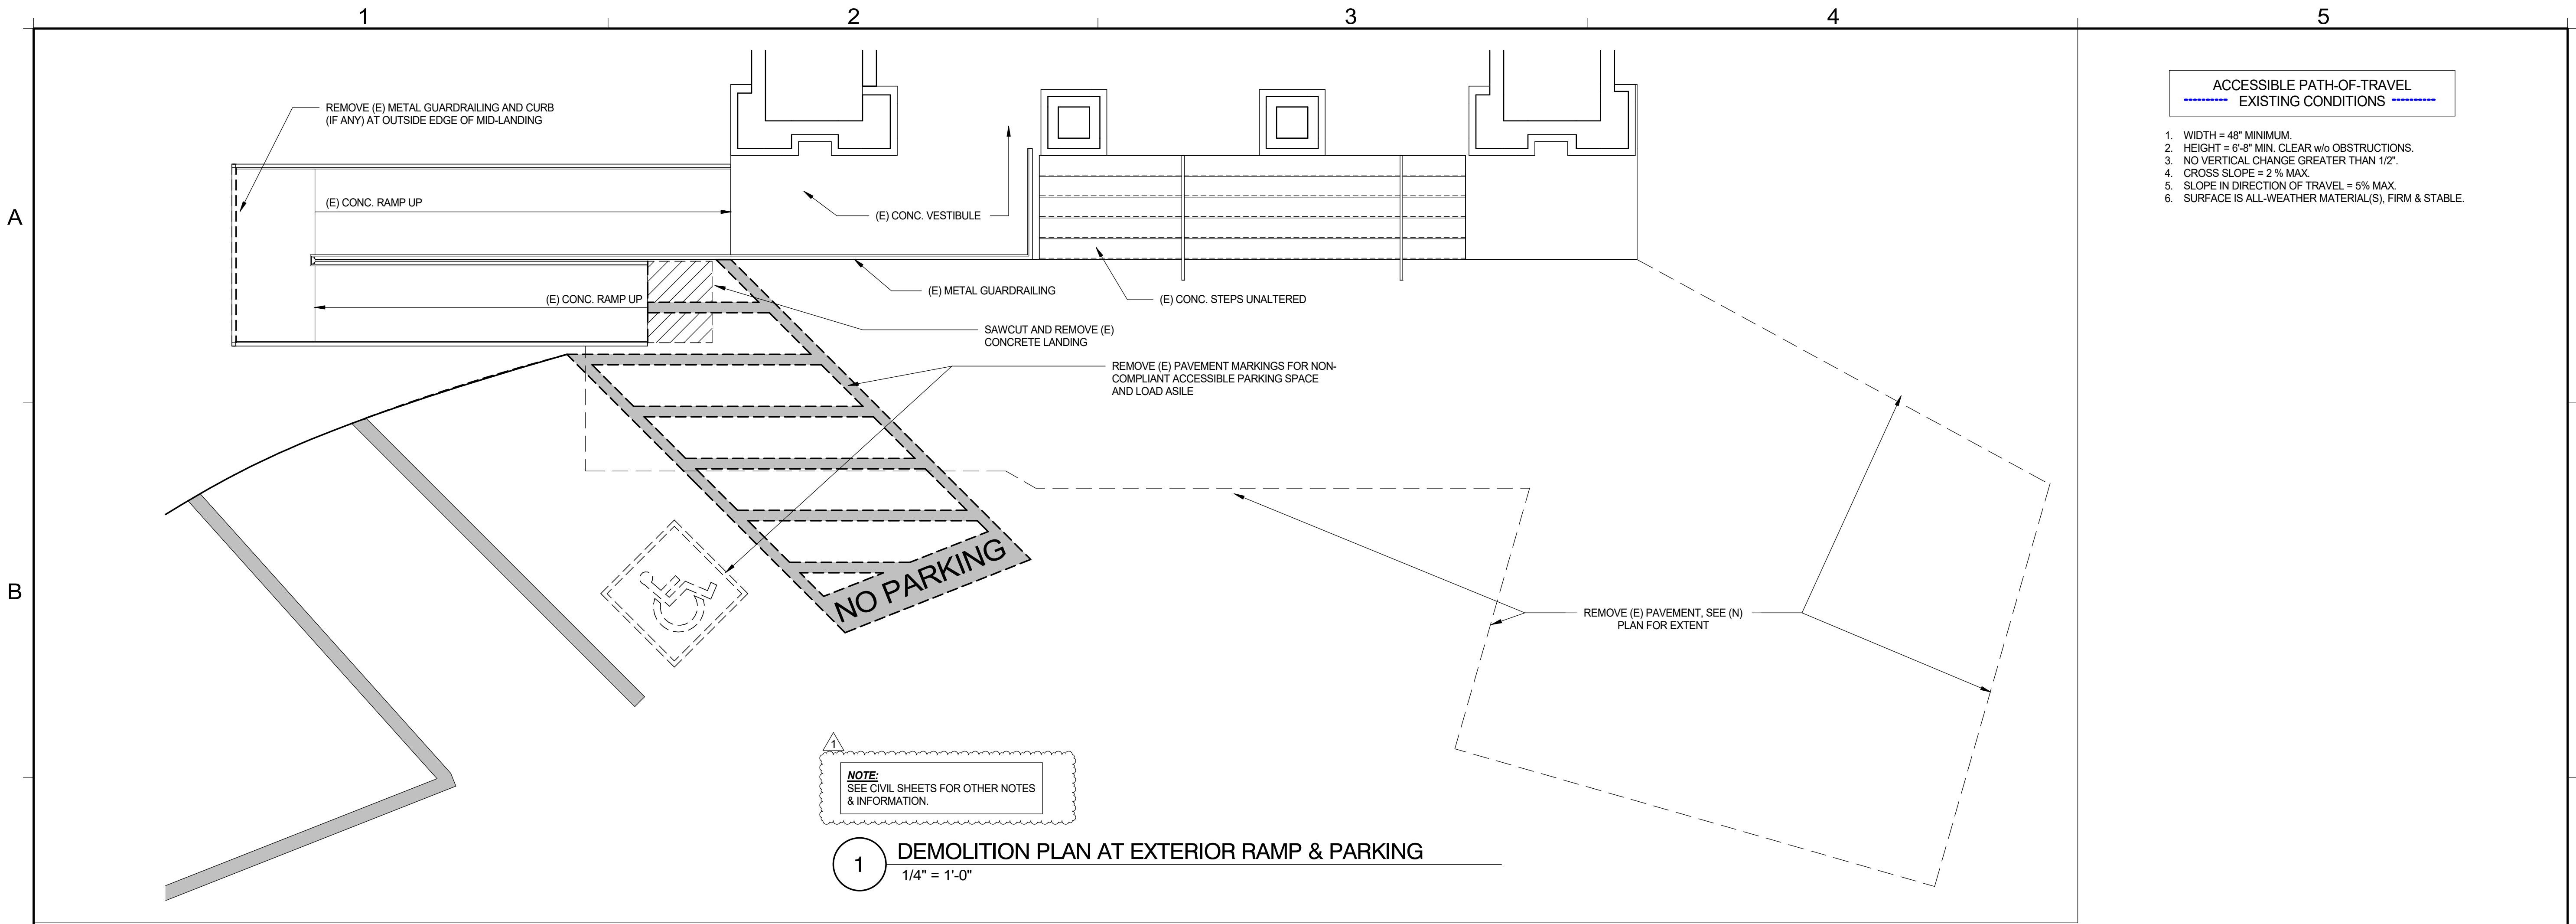 1 2 3 4 5
A
B
REMOVE (E) METAL GUARDRAILING AND CURB
(IF ANY) AT OUTSIDE EDGE OF MID-LANDING
(E) CONC. RAMP UP
(E) CONC. VESTIBULE
(E) CONC. RAMP UP
(E) METAL GUARDRAILING
(E) CONC. STEPS UNALTERED
SAWCUT AND REMOVE (E)
CONCRETE LANDING
REMOVE (E) PAVEMENT MARKINGS FOR NON-
COMPLIANT ACCESSIBLE PARKING SPACE
AND LOAD ASILE
NO PARKING
REMOVE (E) PAVEMENT, SEE (N)
PLAN FOR EXTENT
1
NOTE:
SEE CIVIL SHEETS FOR OTHER NOTES
& INFORMATION.
1
DEMOLITION PLAN AT EXTERIOR RAMP & PARKING
1/4" = 1'-0"
ACCESSIBLE PATH-OF-TRAVEL
EXISTING CONDITIONS
1. WIDTH = 48" MINIMUM.
2. HEIGHT = 6'-8" MIN. CLEAR w/o OBSTRUCTIONS.
3. NO VERTICAL CHANGE GREATER THAN 1/2".
4. CROSS SLOPE = 2 % MAX.
5. SLOPE IN DIRECTION OF TRAVEL = 5% MAX.
6. SURFACE IS ALL-WEATHER MATERIAL(S), FIRM & STABLE.